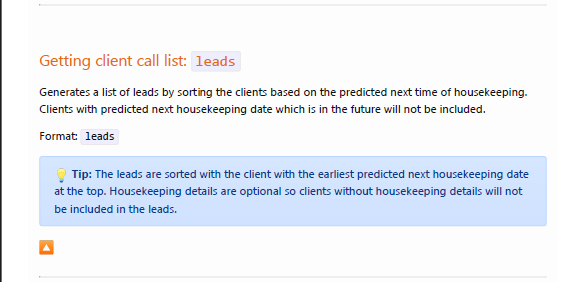 Getting client call list: leads
Generates a list of leads by sorting the clients based on the predicted next time of housekeeping.
Clients with predicted next housekeeping date which is in the future will not be included.
Format: leads
💡 Tip: The leads are sorted with the client with the earliest predicted next housekeeping date
at the top. Housekeeping details are optional so clients without housekeeping details will not
be included in the leads.